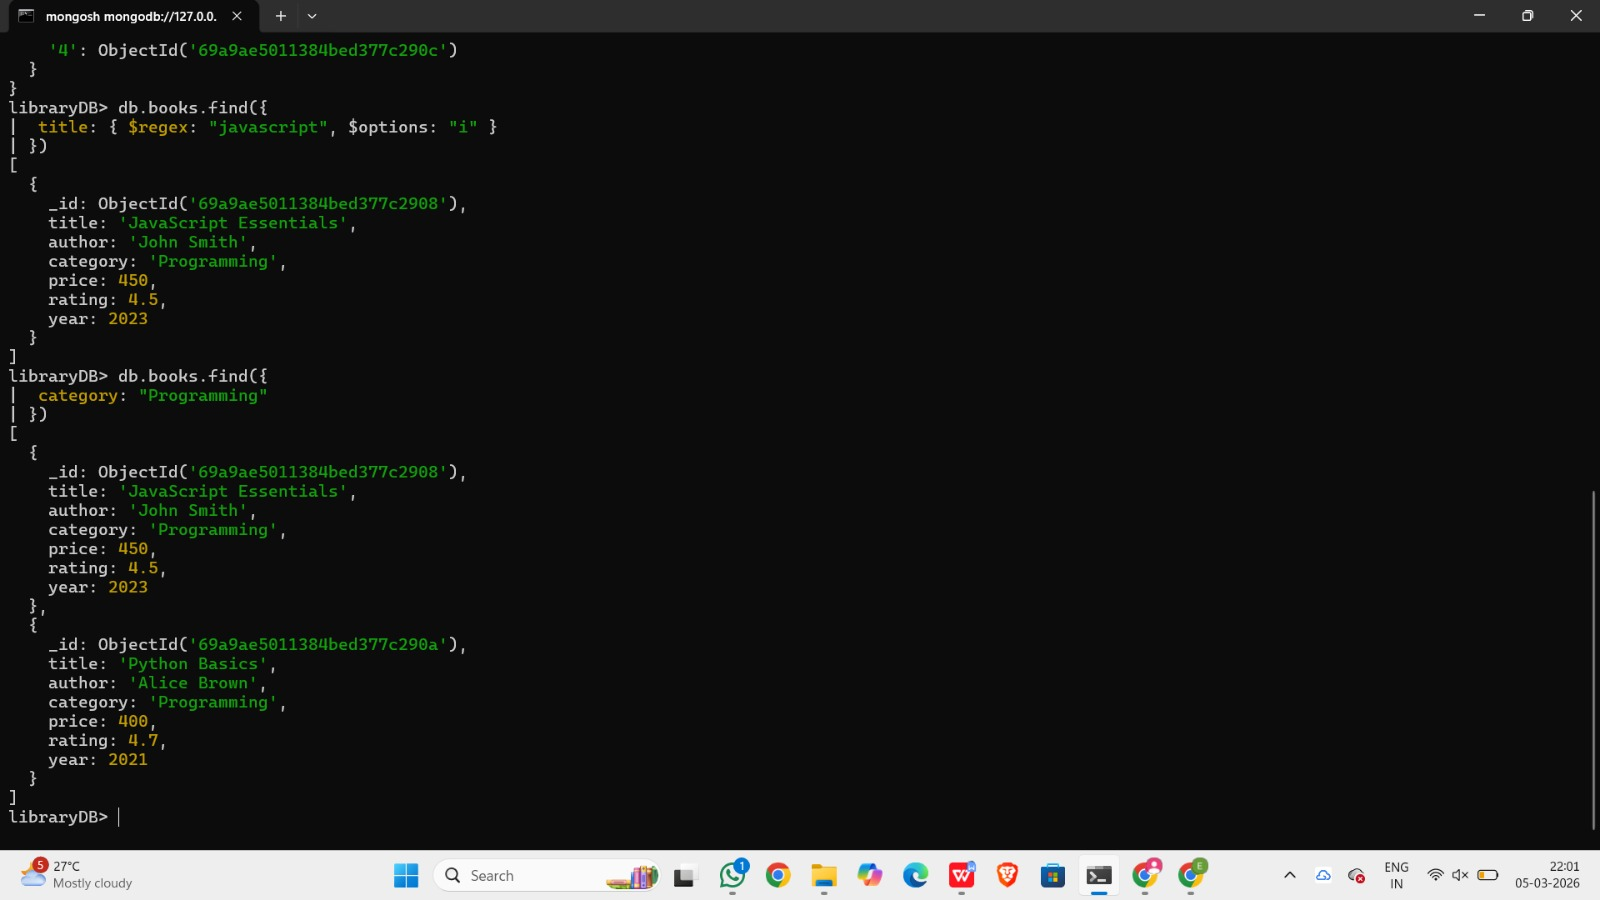 mongosh mongodb://127.0.0.
'4': ObjectId('69a9ae5011384bed377c290c')
}
}
libraryDB> db.books.find({
| title: { $regex: "javascript", $options: "i" }
| })
[
{
_id: ObjectId('69a9ae5011384bed377c2908'),
title: 'JavaScript Essentials',
author: 'John Smith',
category: 'Programming',
price: 450,
rating: 4.5,
year: 2023
}
]
libraryDB> db.books.find({
| category: "Programming"
| })
[
{
_id: ObjectId('69a9ae5011384bed377c2908'),
title: 'JavaScript Essentials',
author: 'John Smith',
category: 'Programming',
price: 450,
rating: 4.5,
year: 2023
},
{
_id: ObjectId('69a9ae5011384bed377c290a'),
title: 'Python Basics',
author: 'Alice Brown',
category: 'Programming',
price: 400,
rating: 4.7,
year: 2021
}
]
libraryDB>
5
27°C
Mostly cloudy
Search
1
W
E
ENG
IN
22:01
05-03-2026